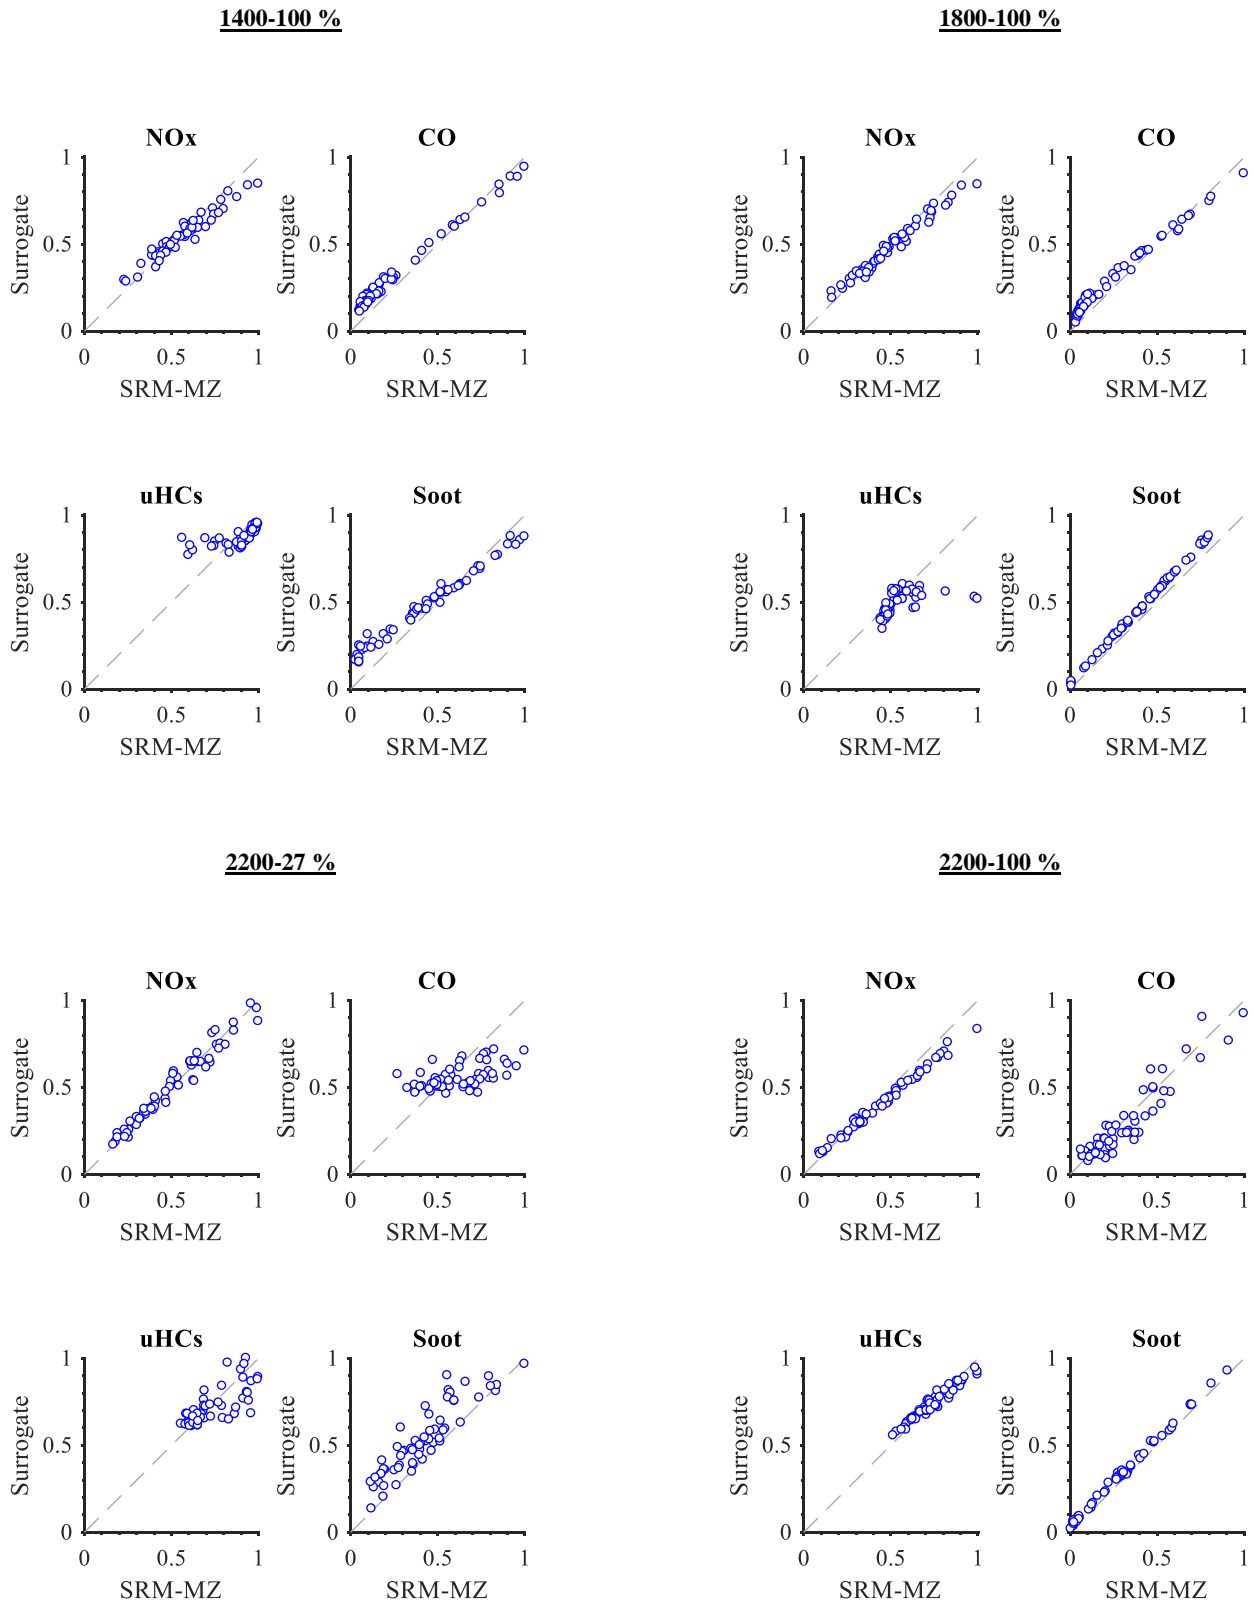 1400-100 %
1800-100 %
NOx
CO
NOx
CO
1
1
1
1
Surrogate
Surrogate
Surrogate
Surrogate
0.5
0.5
0.5
0.5
0
0
0
0
0 0.5 1
0 0.5 1
0 0.5 1
0 0.5 1
SRM-MZ
SRM-MZ
SRM-MZ
SRM-MZ
uHCs
Soot
uHCs
Soot
1
1
1
1
Surrogate
Surrogate
Surrogate
Surrogate
0.5
0.5
0.5
0.5
0
0
0
0
0 0.5 1
0 0.5 1
0 0.5 1
0 0.5 1
SRM-MZ
SRM-MZ
SRM-MZ
SRM-MZ
2200-27 %
2200-100 %
NOx
CO
NOx
CO
1
1
1
1
Surrogate
Surrogate
Surrogate
Surrogate
0.5
0.5
0.5
0.5
0
0
0
0
0 0.5 1
0 0.5 1
0 0.5 1
0 0.5 1
SRM-MZ
SRM-MZ
SRM-MZ
SRM-MZ
uHCs
Soot
uHCs
Soot
1
1
1
1
Surrogate
Surrogate
Surrogate
Surrogate
0.5
0.5
0.5
0.5
0
0
0
0
0 0.5 1
0 0.5 1
0 0.5 1
0 0.5 1
SRM-MZ
SRM-MZ
SRM-MZ
SRM-MZ